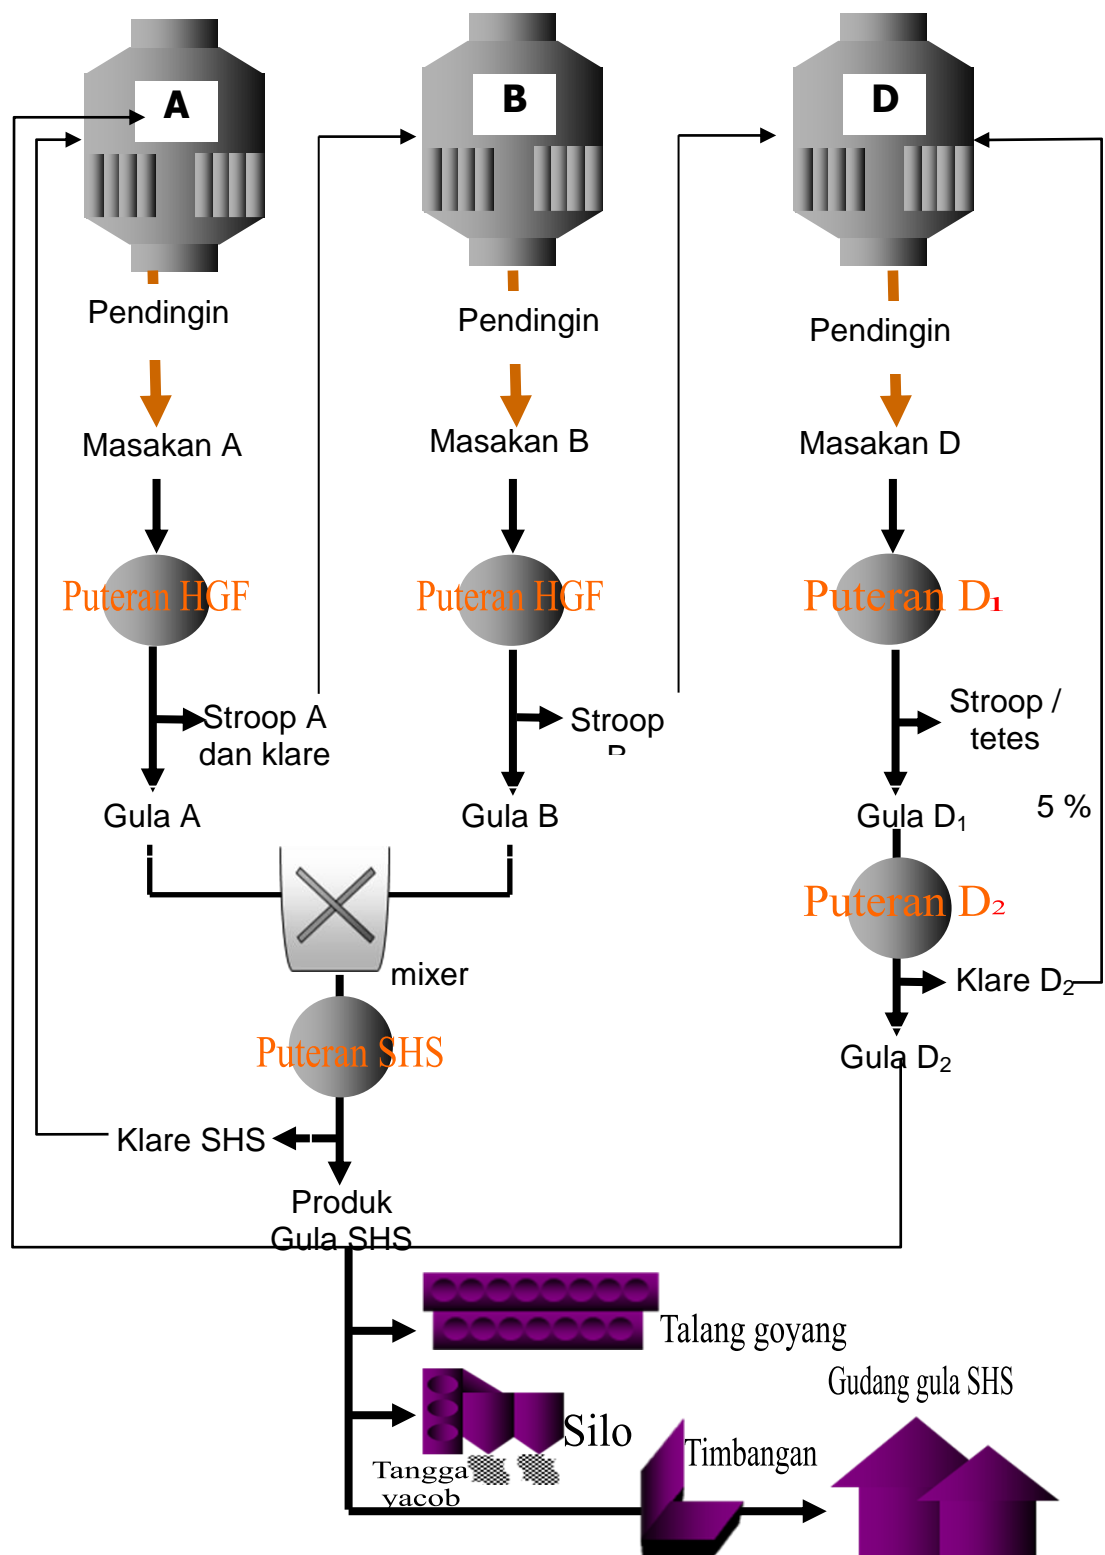 A
B
D
Pendingin
Pendingin
Pendingin
Masakan A
Masakan B
Masakan D
Puteran HGF
Puteran HGF
Puteran D₁
Stroop A
dan klare
Stroop
Stroop /
tetes
Gula A
Gula B
Gula D₁
5 %
Puteran D₂
mixer
Klare D₂
Puteran SHS
Gula D₂
Klare SHS
Produk
Gula SHS
Talang goyang
Gudang gula SHS
Silo
Timbangan
Tangga
yacob